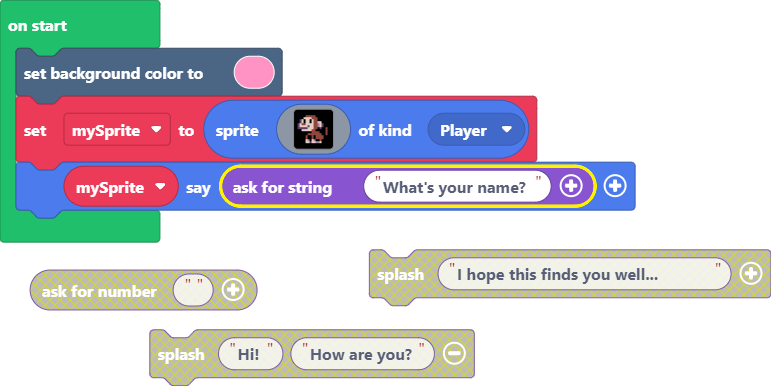 on start
set background color to
set mySprite to sprite of kind Player
mySprite say ask for string "What's your name? "
splash "I hope this finds you well... "
ask for number " "
splash "Hi! " "How are you? "